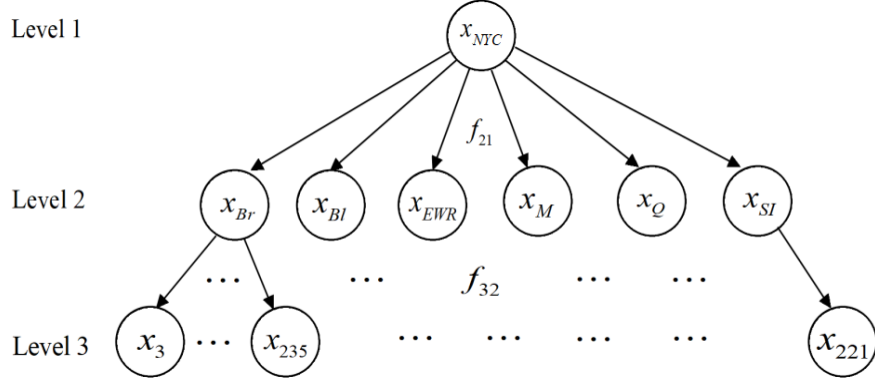 Level 1 x_NYC
f_21
Level 2 x_Br x_Bl x_EWR x_M x_Q x_SI
... ... f_32 ... ...
Level 3 x_3 ... x_235 ... ... ... ... x_221